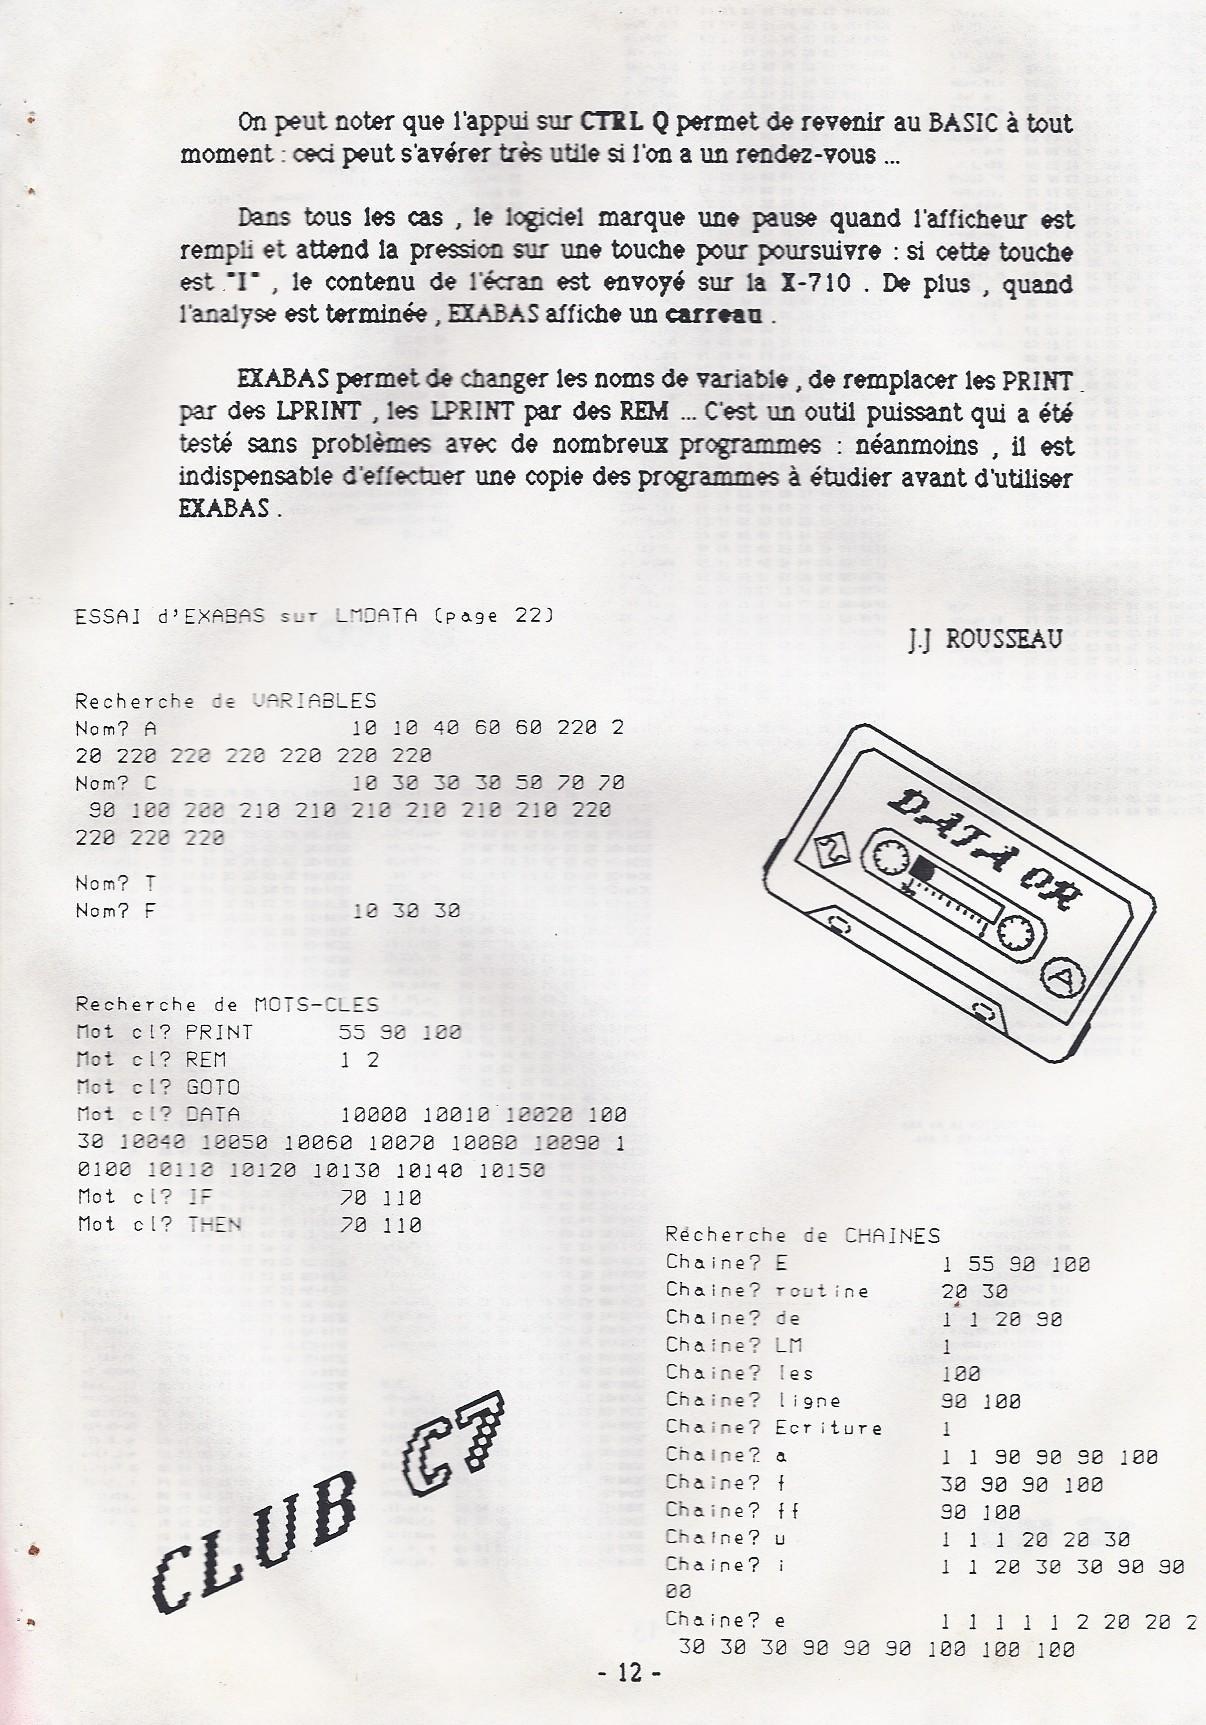 On peut noter que l'appui sur CTRL Q permet de revenir au BASIC à tout
moment : ceci peut s'avérer très utile si l'on a un rendez-vous ...
Dans tous les cas , le logiciel marque une pause quand l'afficheur est
rempli et attend la pression sur une touche pour poursuivre : si cette touche
est "I" , le contenu de l'écran est envoyé sur la X-710 . De plus , quand
l'analyse est terminée , EXABAS affiche un carreau .
EXABAS permet de changer les noms de variable , de remplacer les PRINT
par des LPRINT , les LPRINT par des REM ... C'est un outil puissant qui a été
testé sans problèmes avec de nombreux programmes : néanmoins , il est
indispensable d'effectuer une copie des programmes à étudier avant d'utiliser
EXABAS .
ESSAI d'EXABAS sur LMDATA (page 22)
J.J ROUSSEAU
Recherche de VARIABLES
Nom? A 10 10 40 60 60 220 2
20 220 220 220 220 220 220
Nom? C 10 30 30 30 50 70 70
90 100 200 210 210 210 210 210 210 220
220 220 220
Nom? T
Nom? F 10 30 30
DATA OR
A
Recherche de MOTS-CLES
Mot cl? PRINT 55 90 100
Mot cl? REM 1 2
Mot cl? GOTO
Mot cl? DATA 10000 10010 10020 100
30 10040 10050 10060 10070 10080 10090 1
0100 10110 10120 10130 10140 10150
Mot cl? IF 70 110
Mot cl? THEN 70 110
Recherche de CHAINES
Chaine? E 1 55 90 100
Chaine? routine 20 30
Chaine? de 1 1 20 90
Chaine? LM 1
Chaine? les 100
Chaine? ligne 90 100
Chaine? Ecriture 1
Chaine? a 1 1 90 90 90 100
Chaine? f 30 90 90 100
Chaine? ff 90 100
Chaine? u 1 1 1 20 20 30
Chaine? i 1 1 20 30 30 90 90
00
Chaine? e 1 1 1 1 1 2 20 20 2
30 30 30 90 90 90 100 100 100
CLUB C7
- 12 -